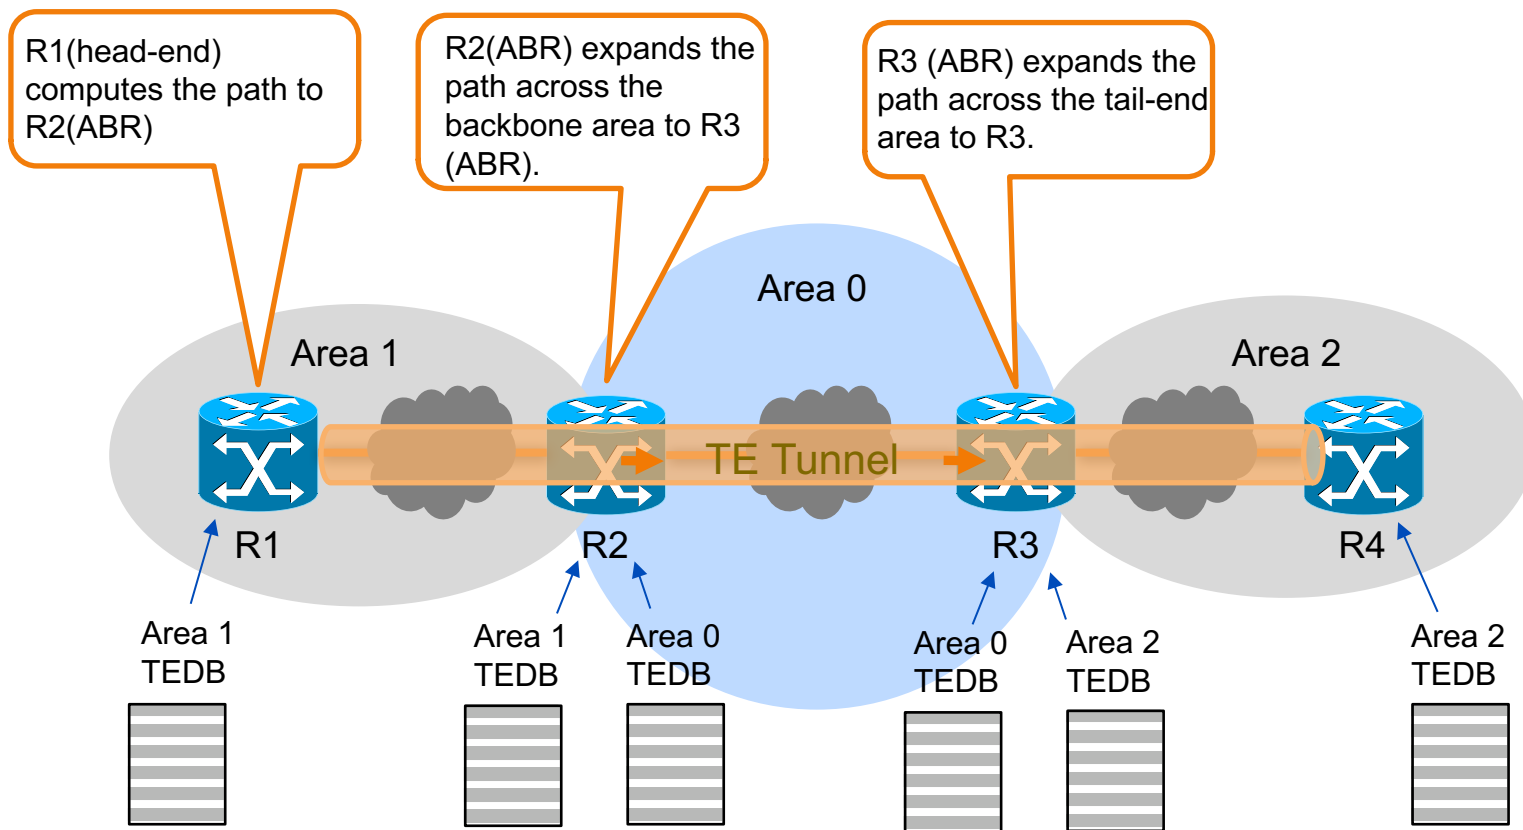 R1(head-end)
computes the path to
R2(ABR)
R2(ABR) expands the
path across the
backbone area to R3
(ABR).
R3 (ABR) expands the
path across the tail-end
area to R3.
Area 0
Area 1
Area 2
TE Tunnel
R1
R2
R3
R4
Area 1
TEDB
Area 1
TEDB
Area 0
TEDB
Area 0
TEDB
Area 2
TEDB
Area 2
TEDB